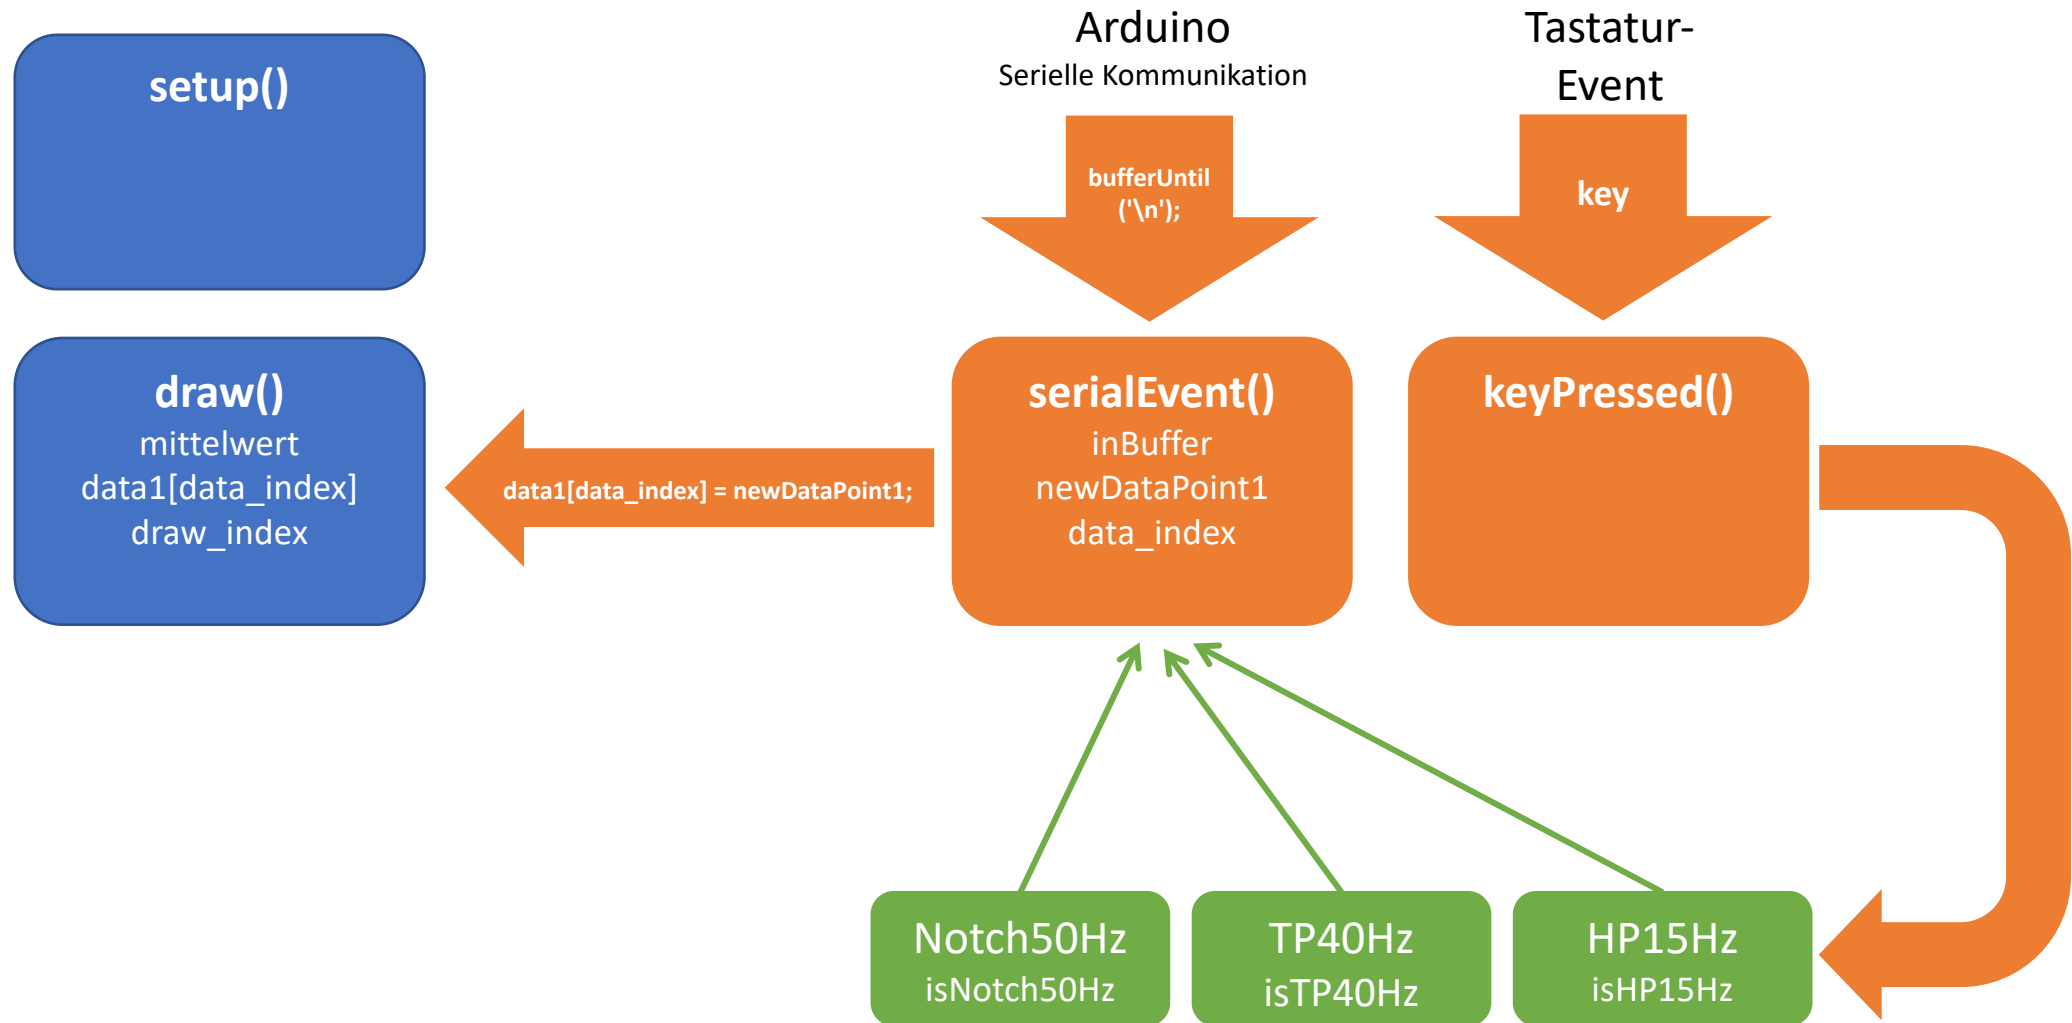 setup()
Arduino
Serielle Kommunikation
Tastatur-
Event
bufferUntil
('\n');
key
draw()
mittelwert
data1[data_index]
draw_index
data1[data_index] = newDataPoint1;
serialEvent()
inBuffer
newDataPoint1
data_index
keyPressed()
Notch50Hz
isNotch50Hz
TP40Hz
isTP40Hz
HP15Hz
isHP15Hz